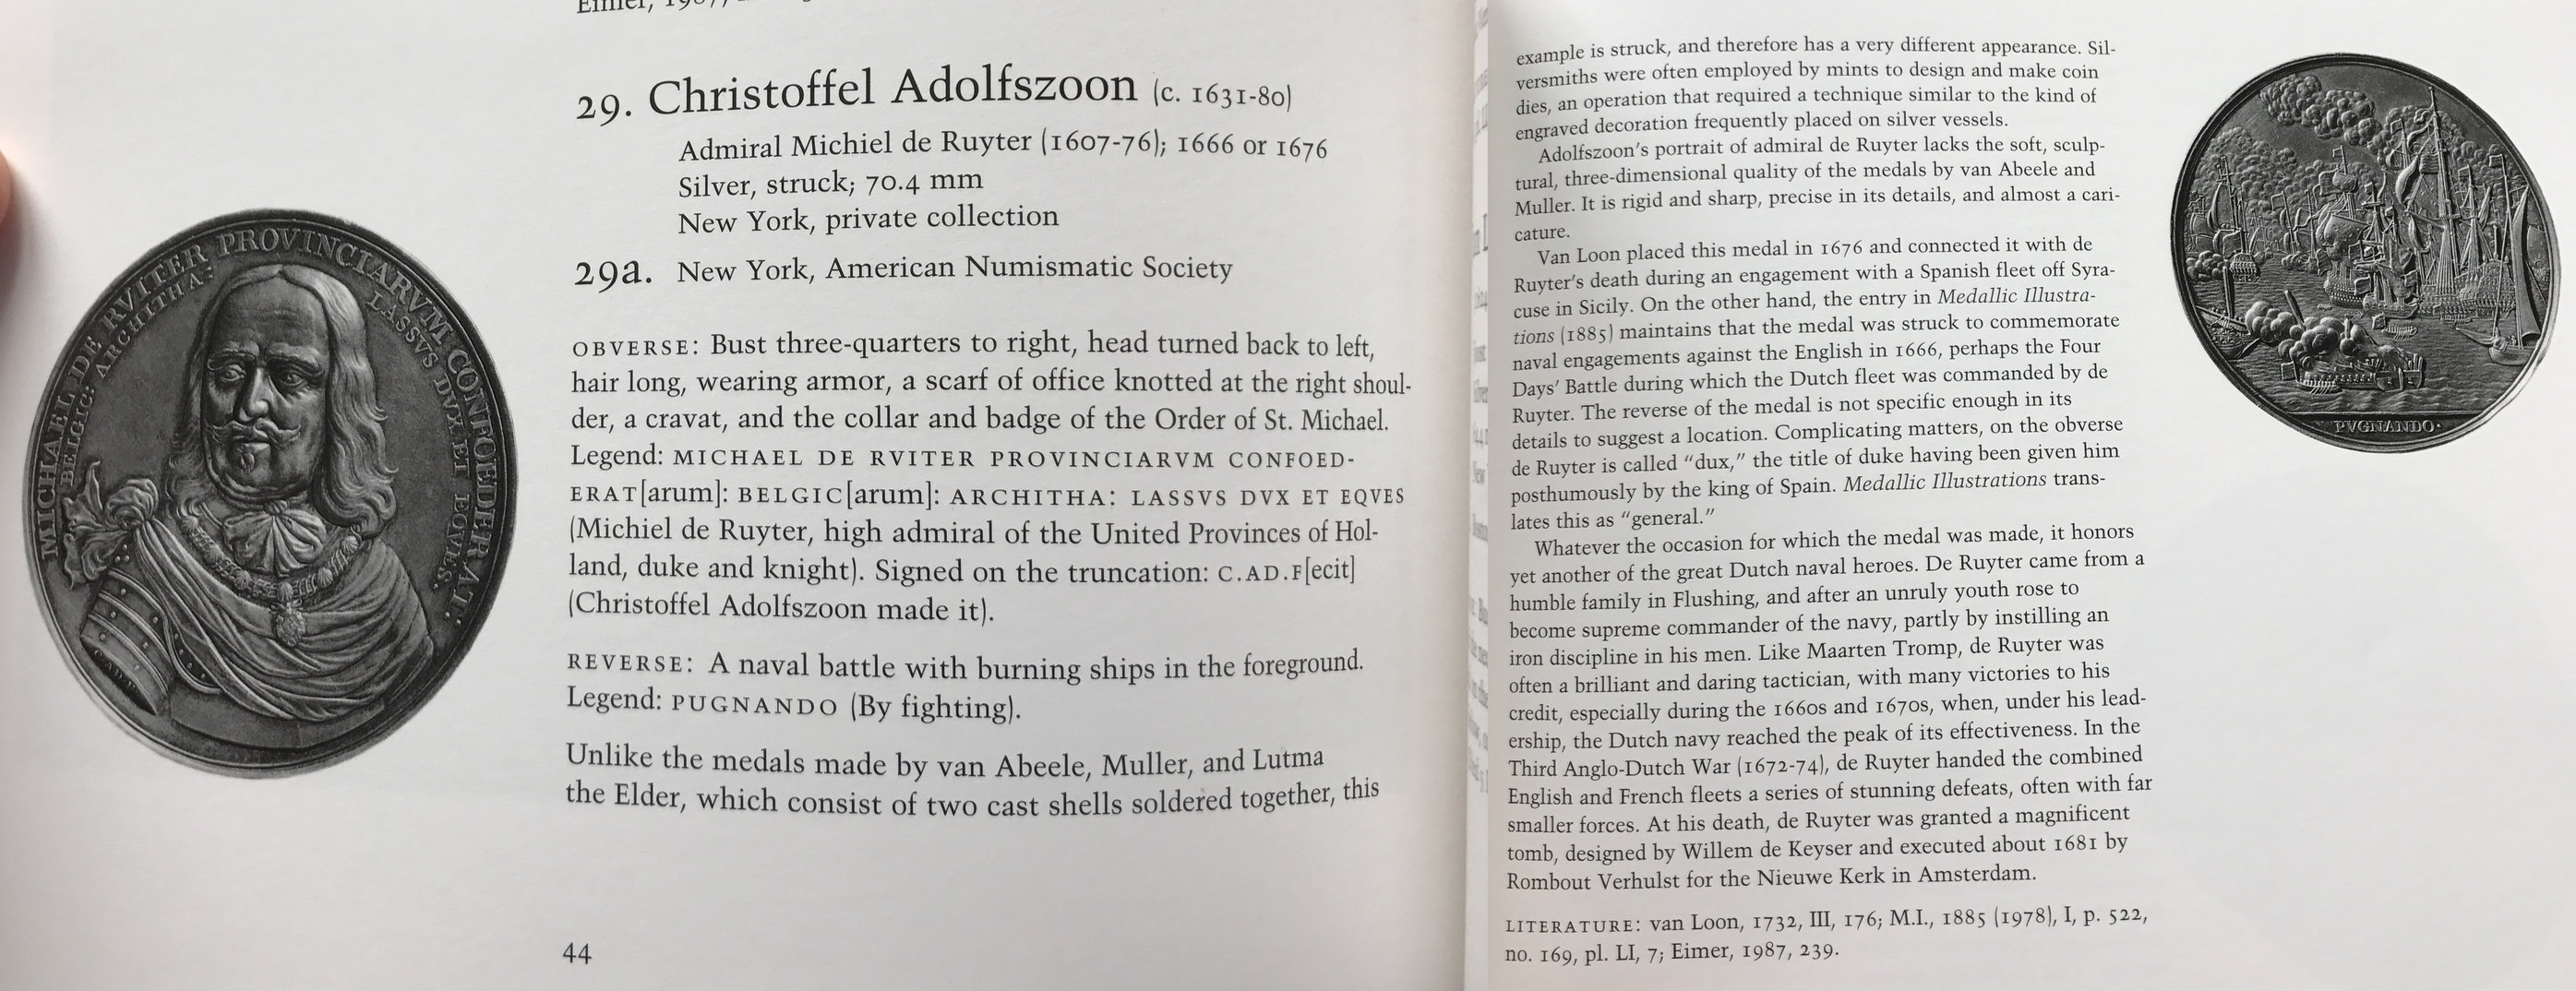 Eimer, 1987,
29. Christoffel Adolfszoon (c. 1631-80)
Admiral Michiel de Ruyter (1607-76); 1666 or 1676
Silver, struck; 70.4 mm
New York, private collection
29a. New York, American Numismatic Society
OBVERSE: Bust three-quarters to right, head turned back to left,
hair long, wearing armor, a scarf of office knotted at the right shoul-
der, a cravat, and the collar and badge of the Order of St. Michael.
Legend: MICHAEL DE RVITER PROVINCIARVM CONFOED-
ERAT[arum]: BELGIC[arum]: ARCHITHA: LASSVS DVX ET EQVES
(Michiel de Ruyter, high admiral of the United Provinces of Hol-
land, duke and knight). Signed on the truncation: C.AD.F[ecit]
(Christoffel Adolfszoon made it).
REVERSE: A naval battle with burning ships in the foreground.
Legend: PUGNANDO (By fighting).
Unlike the medals made by van Abeele, Muller, and Lutma
the Elder, which consist of two cast shells soldered together, this
44
MICHAEL DE RVITER PROVINCIARVM CONFOEDERAT:
BELGIC: ARCHITHA: LASSVS DVX ET EQVES.
C.AD.F
example is struck, and therefore has a very different appearance. Sil-
versmiths were often employed by mints to design and make coin
dies, an operation that required a technique similar to the kind of
engraved decoration frequently placed on silver vessels.
Adolfszoon's portrait of admiral de Ruyter lacks the soft, sculp-
tural, three-dimensional quality of the medals by van Abeele and
Muller. It is rigid and sharp, precise in its details, and almost a cari-
cature.
Van Loon placed this medal in 1676 and connected it with de
Ruyter's death during an engagement with a Spanish fleet off Syra-
cuse in Sicily. On the other hand, the entry in Medallic Illustra-
tions (1885) maintains that the medal was struck to commemorate
naval engagements against the English in 1666, perhaps the Four
Days' Battle during which the Dutch fleet was commanded by de
Ruyter. The reverse of the medal is not specific enough in its
details to suggest a location. Complicating matters, on the obverse
de Ruyter is called "dux," the title of duke having been given him
posthumously by the king of Spain. Medallic Illustrations trans-
lates this as "general."
Whatever the occasion for which the medal was made, it honors
yet another of the great Dutch naval heroes. De Ruyter came from a
humble family in Flushing, and after an unruly youth rose to
become supreme commander of the navy, partly by instilling an
iron discipline in his men. Like Maarten Tromp, de Ruyter was
often a brilliant and daring tactician, with many victories to his
credit, especially during the 1660s and 1670s, when, under his lead-
ership, the Dutch navy reached the peak of its effectiveness. In the
Third Anglo-Dutch War (1672-74), de Ruyter handed the combined
English and French fleets a series of stunning defeats, often with far
smaller forces. At his death, de Ruyter was granted a magnificent
tomb, designed by Willem de Keyser and executed about 1681 by
Rombout Verhulst for the Nieuwe Kerk in Amsterdam.
LITERATURE: van Loon, 1732, III, 176; M.I., 1885 (1978), I, p. 522,
no. 169, pl. LI, 7; Eimer, 1987, 239.
PVGNANDO·